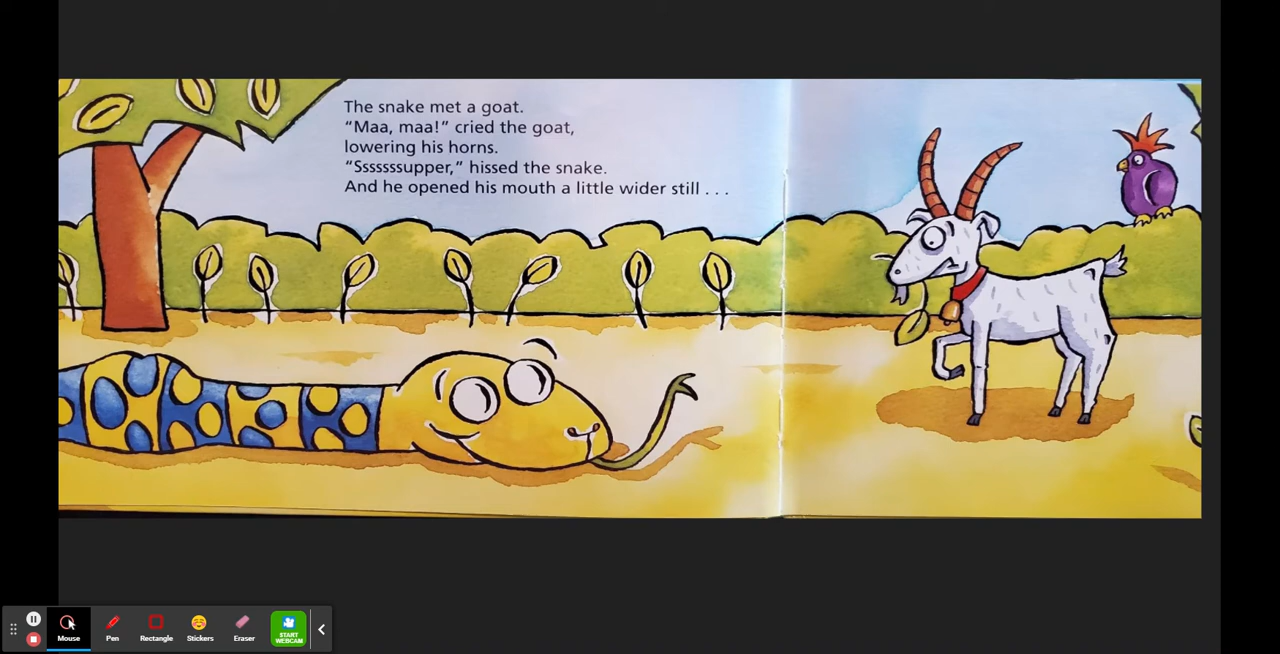 The snake met a goat.
“Maa, maa!” cried the goat,
lowering his horns.
“Sssssssupper,” hissed the snake.
And he opened his mouth a little wider still . . .
Mouse
Pen
Rectangle
Stickers
Eraser
START
WEBCAM